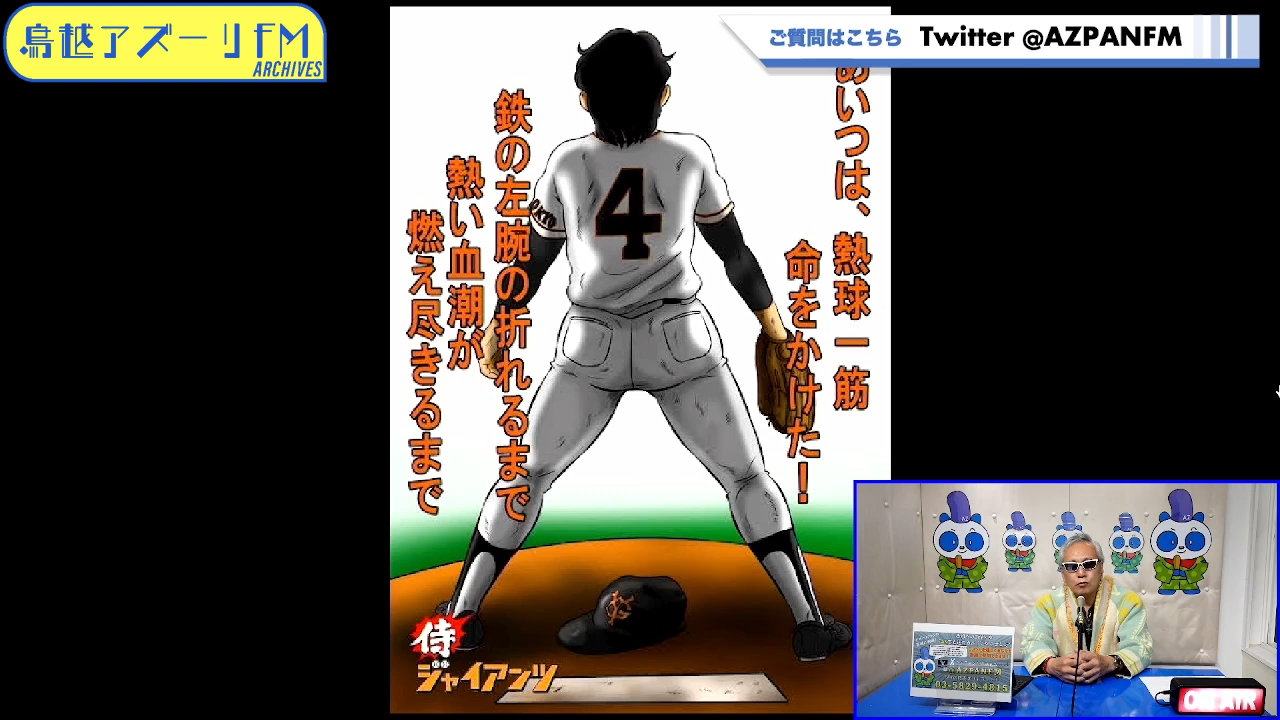 鳥越アズーリFM
ARCHIVES
ご質問はこちら Twitter @AZPANFM
あいつは、熱球一筋
命をかけた！
鉄の左腕の折れるまで
熱い血潮が
燃え尽きるまで
4
侍
ジャイアンツ
AZPANFM
03-5829-4815
ON AIR